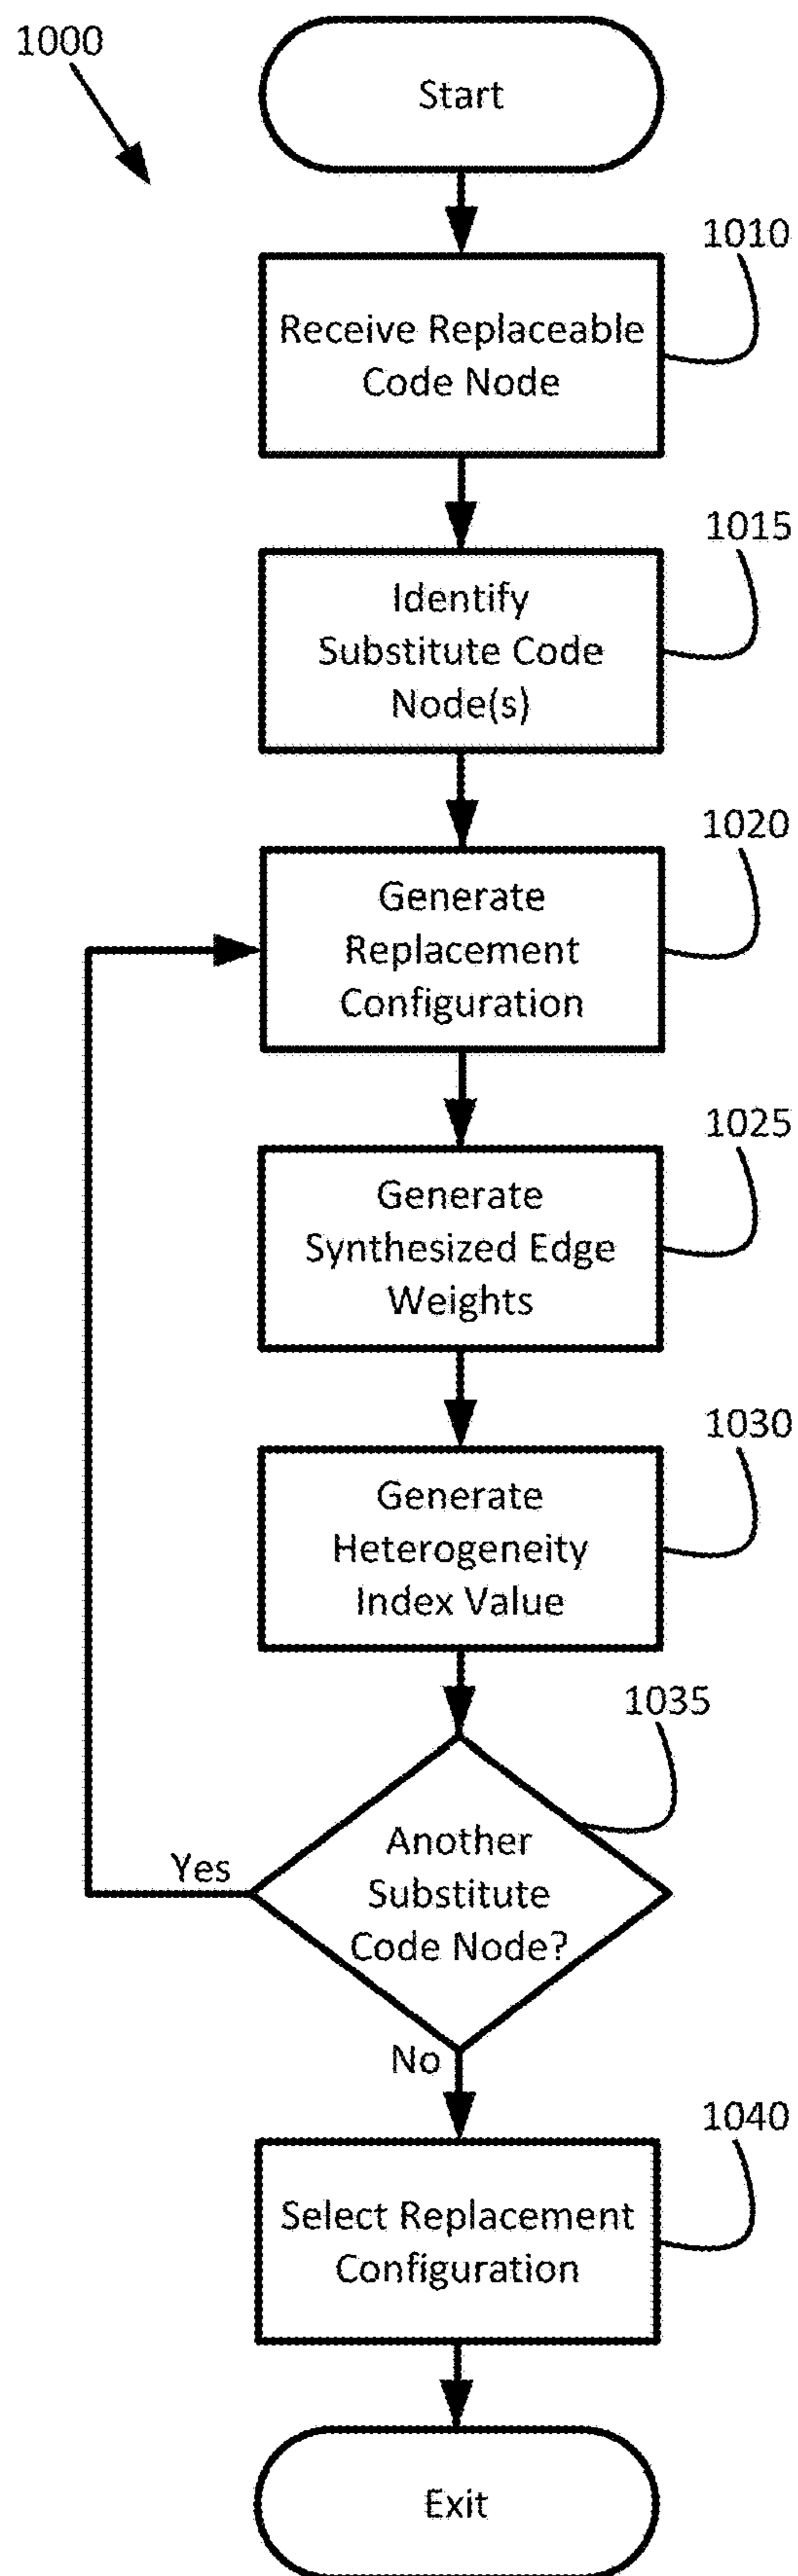 1000
Start
1010
Receive Replaceable
Code Node
1015
Identify
Substitute Code
Node(s)
1020
Generate
Replacement
Configuration
1025
Generate
Synthesized Edge
Weights
1030
Generate
Heterogeneity
Index Value
1035
Another
Substitute
Code Node?
Yes
No
1040
Select Replacement
Configuration
Exit